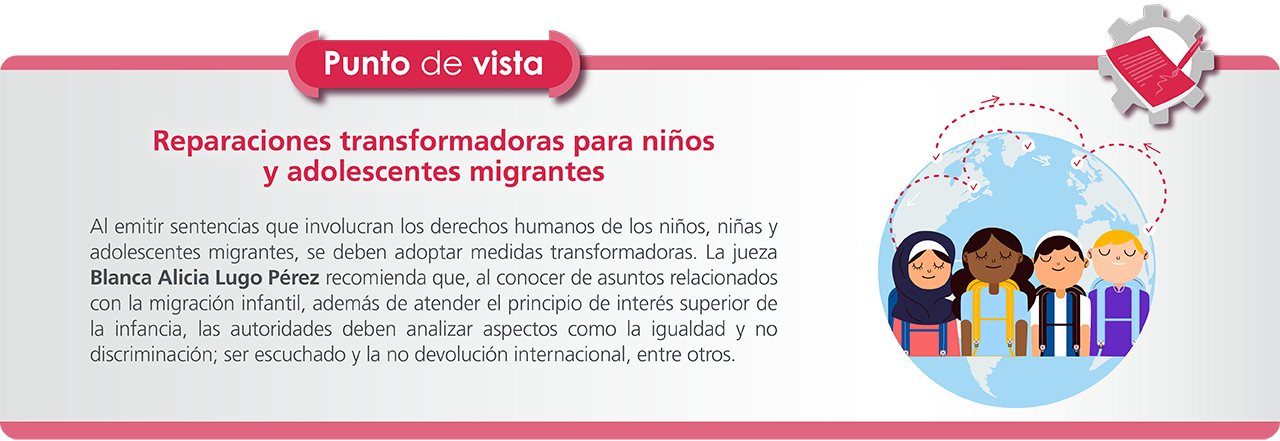 Punto de vista
Reparaciones transformadoras para niños
y adolescentes migrantes
Al emitir sentencias que involucran los derechos humanos de los niños, niñas y
adolescentes migrantes, se deben adoptar medidas transformadoras. La jueza
Blanca Alicia Lugo Pérez recomienda que, al conocer de asuntos relacionados
con la migración infantil, además de atender el principio de interés superior de
la infancia, las autoridades deben analizar aspectos como la igualdad y no
discriminación; ser escuchado y la no devolución internacional, entre otros.